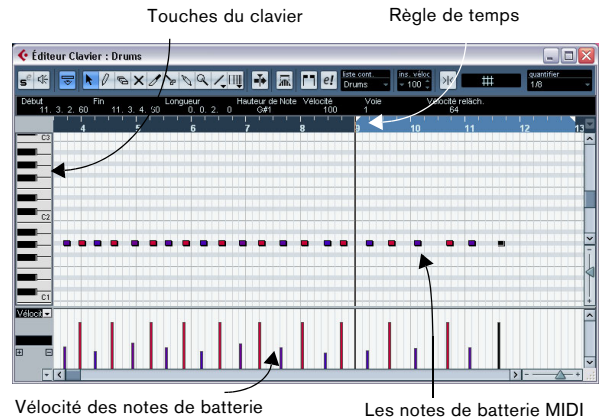 Touches du clavier
Règle de temps
Éditeur Clavier : Drums
liste cont.
Drums
ins. véloc
100
quantifier
1/8
Début Fin Longueur Hauteur de Note Vélocité Voie Vélocité relâch.
11. 3. 2. 60 11. 3. 4. 90 0. 0. 2. 0 G#1 100 1 64
4 5 6 7 8 9 10 11 12 13
C3
C2
C1
Vélocit
Vélocité des notes de batterie
Les notes de batterie MIDI